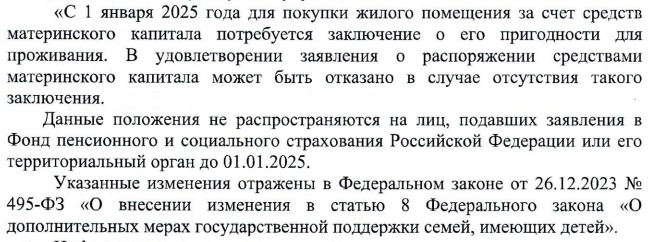 «С 1 января 2025 года для покупки жилого помещения за счет средств
материнского капитала потребуется заключение о его пригодности для
проживания. В удовлетворении заявления о распоряжении средствами
материнского капитала может быть отказано в случае отсутствия такого
заключения.
Данные положения не распространяются на лиц, подавших заявления в
Фонд пенсионного и социального страхования Российской Федерации или его
территориальный орган до 01.01.2025.
Указанные изменения отражены в Федеральном законе от 26.12.2023 №
495-ФЗ «О внесении изменения в статью 8 Федерального закона «О
дополнительных мерах государственной поддержки семей, имеющих детей».